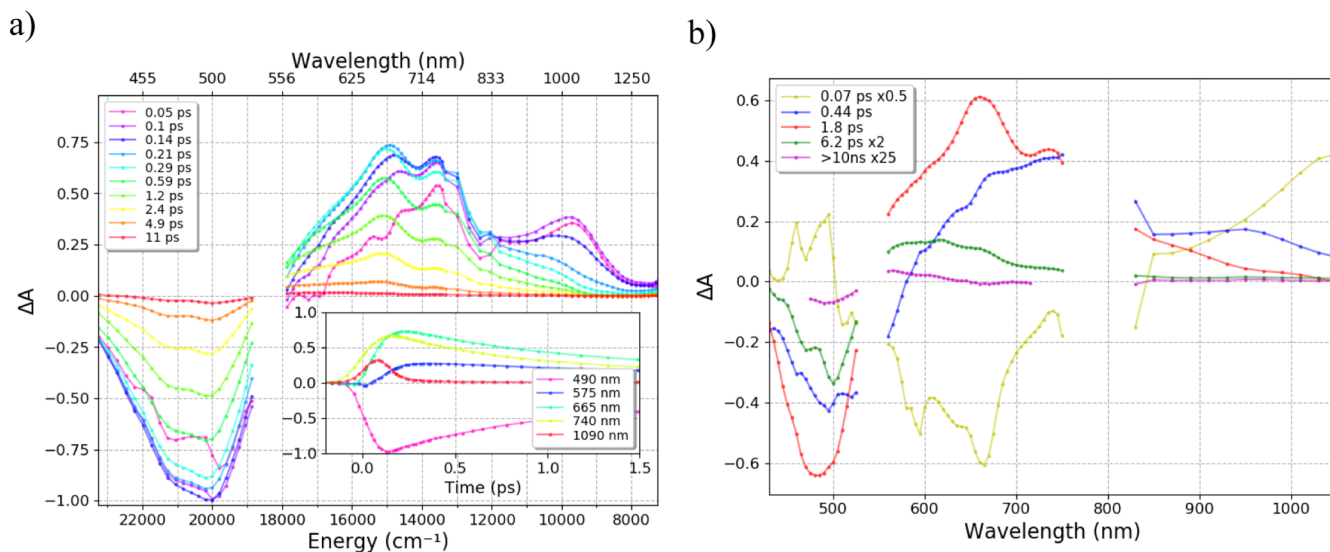 a)
Wavelength (nm)
455 500 556 625 714 833 1000 1250
0.05 ps
0.1 ps
0.14 ps
0.21 ps
0.29 ps
0.59 ps
1.2 ps
2.4 ps
4.9 ps
11 ps
ΔA
0.75
0.50
0.25
0.00
−0.25
−0.50
−0.75
−1.00
1.0
0.5
0.0
−0.5
−1.0
490 nm
575 nm
665 nm
740 nm
1090 nm
0.0 0.5 1.0 1.5
Time (ps)
22000 20000 18000 16000 14000 12000 10000 8000
Energy (cm⁻¹)
b)
0.07 ps x0.5
0.44 ps
1.8 ps
6.2 ps x2
>10ns x25
ΔA
0.6
0.4
0.2
0.0
−0.2
−0.4
−0.6
500 600 700 800 900 1000
Wavelength (nm)